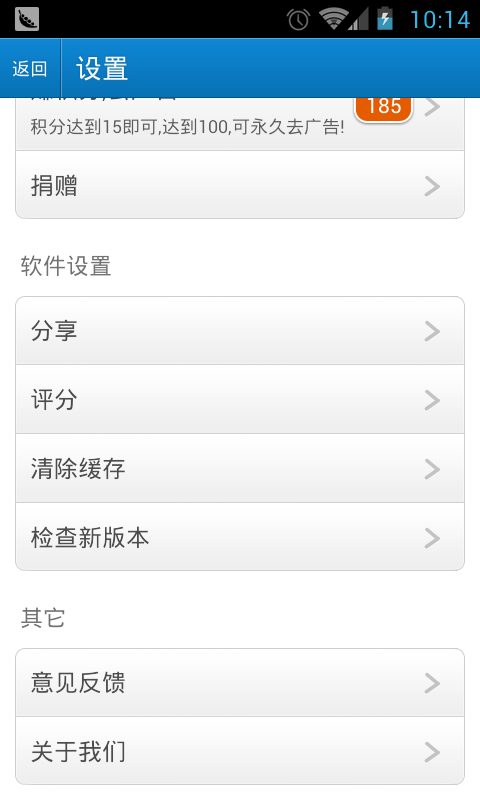 10:14
返回 设置
185
积分达到15即可,达到100,可永久去广告!
捐赠
软件设置
分享
评分
清除缓存
检查新版本
其它
意见反馈
关于我们